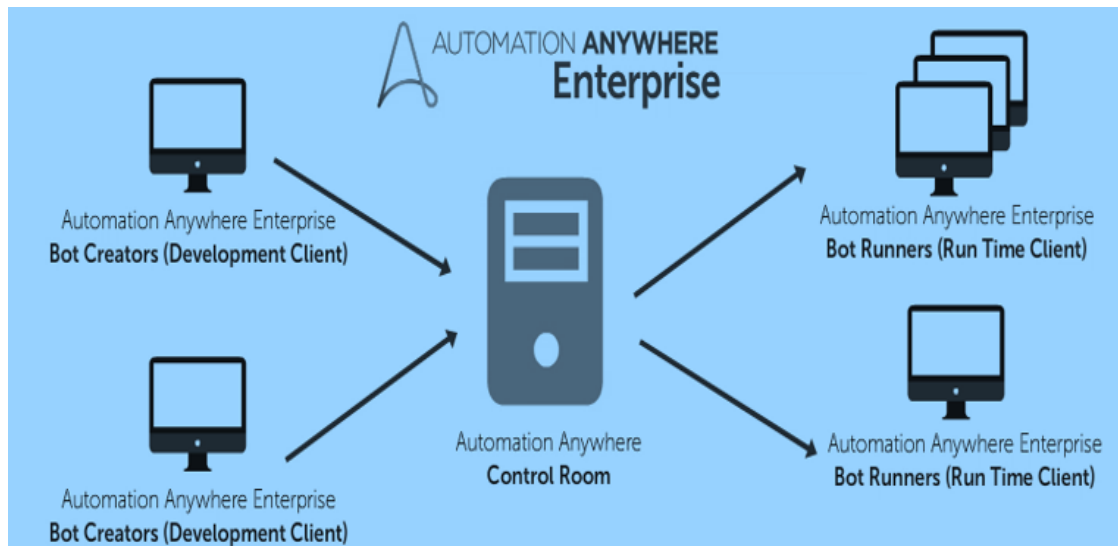 AUTOMATION ANYWHERE
Enterprise
Automation Anywhere Enterprise
Bot Creators (Development Client)
Automation Anywhere Enterprise
Bot Runners (Run Time Client)
Automation Anywhere
Control Room
Automation Anywhere Enterprise
Bot Creators (Development Client)
Automation Anywhere Enterprise
Bot Runners (Run Time Client)